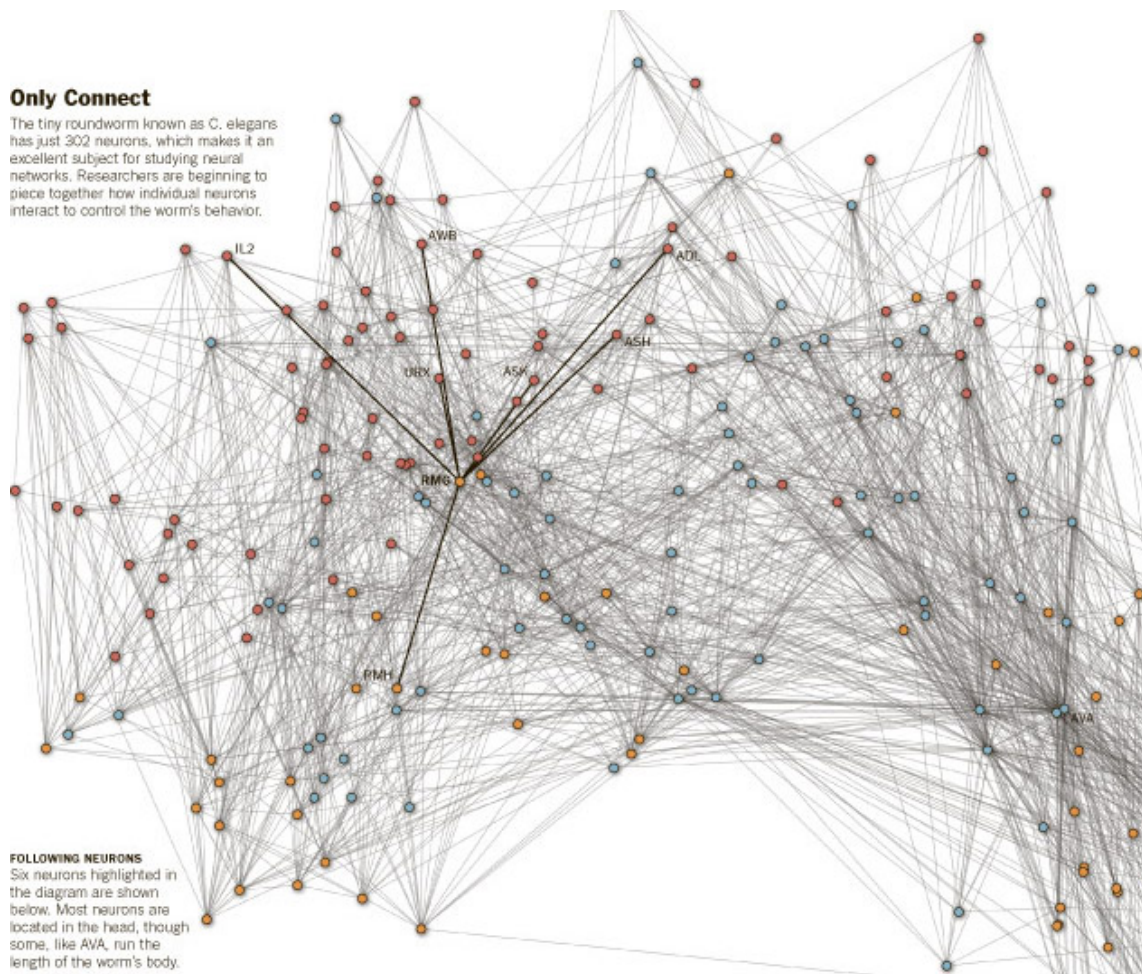 Only Connect
The tiny roundworm known as C. elegans
has just 302 neurons, which makes it an
excellent subject for studying neural
networks. Researchers are beginning to
piece together how individual neurons
interact to control the worm's behavior.
AWB
IL2
ADL
ASH
URX
ASK
RMG
RMH
AVA
FOLLOWING NEURONS
Six neurons highlighted in
the diagram are shown
below. Most neurons are
located in the head, though
some, like AVA, run the
length of the worm's body.